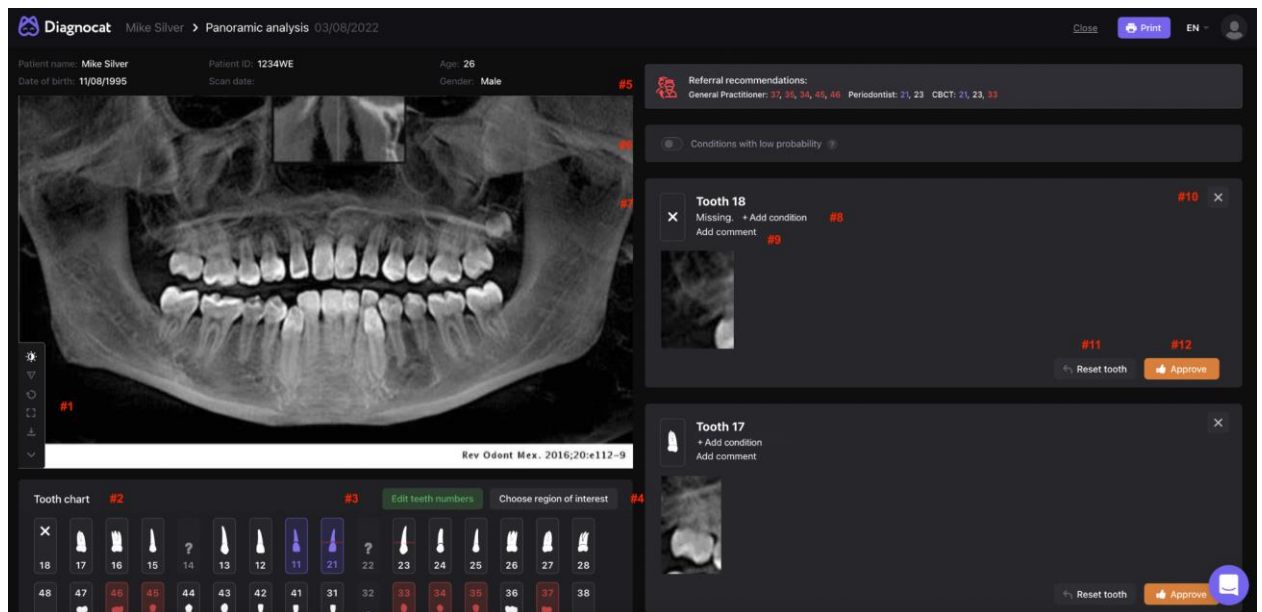 Diagnocat Mike Silver > Panoramic analysis 03/08/2022
Close Print EN
Patient name: Mike Silver Patient ID: 1234WE Age: 26
Date of birth: 11/08/1995 Scan date: Gender: Male
#5
Referral recommendations:
General Practitioner: 37, 35, 34, 45, 46 Periodontist: 21, 23 CBCT: 21, 23, 33
#6
Conditions with low probability ?
#7
#1
Rev Odont Mex. 2016;20:e112-9
Tooth chart #2 #3 Edit teeth numbers Choose region of interest #4
18 17 16 15 ? 14 13 12 11 21 ? 22 23 24 25 26 27 28
48 47 46 45 44 43 42 41 31 32 33 34 35 36 37 38
Tooth 18 #10
Missing. + Add condition #8
Add comment #9
#11 #12
Reset tooth Approve
Tooth 17
+ Add condition
Add comment
Reset tooth Approve